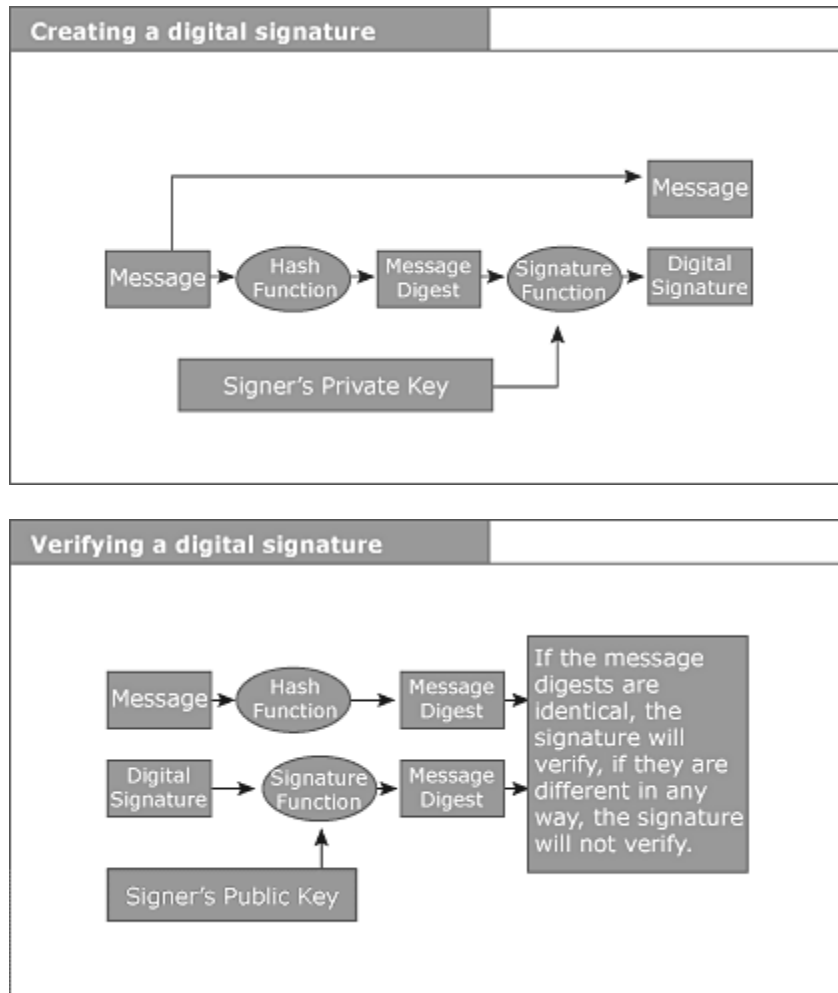 Creating a digital signature
Message
Message
Hash
Function
Message
Digest
Signature
Function
Digital
Signature
Signer's Private Key
Verifying a digital signature
Message
Hash
Function
Message
Digest
Digital
Signature
Signature
Function
Message
Digest
Signer's Public Key
If the message
digests are
identical, the
signature will
verify, if they are
different in any
way, the signature
will not verify.